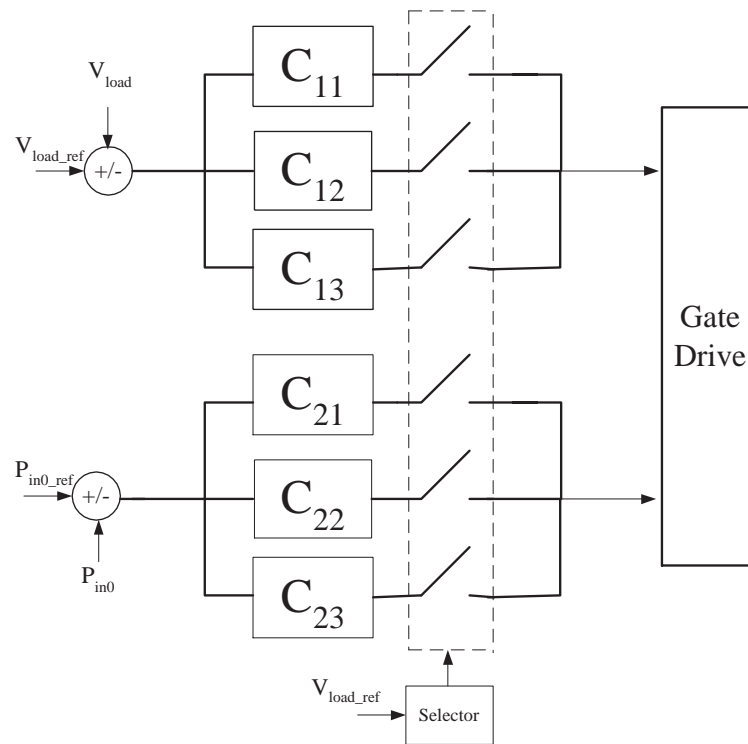 C11
V_load
V_load_ref
+/-
C12
C13
Gate
Drive
C21
P_in0_ref
+/-
C22
P_in0
C23
V_load_ref
Selector